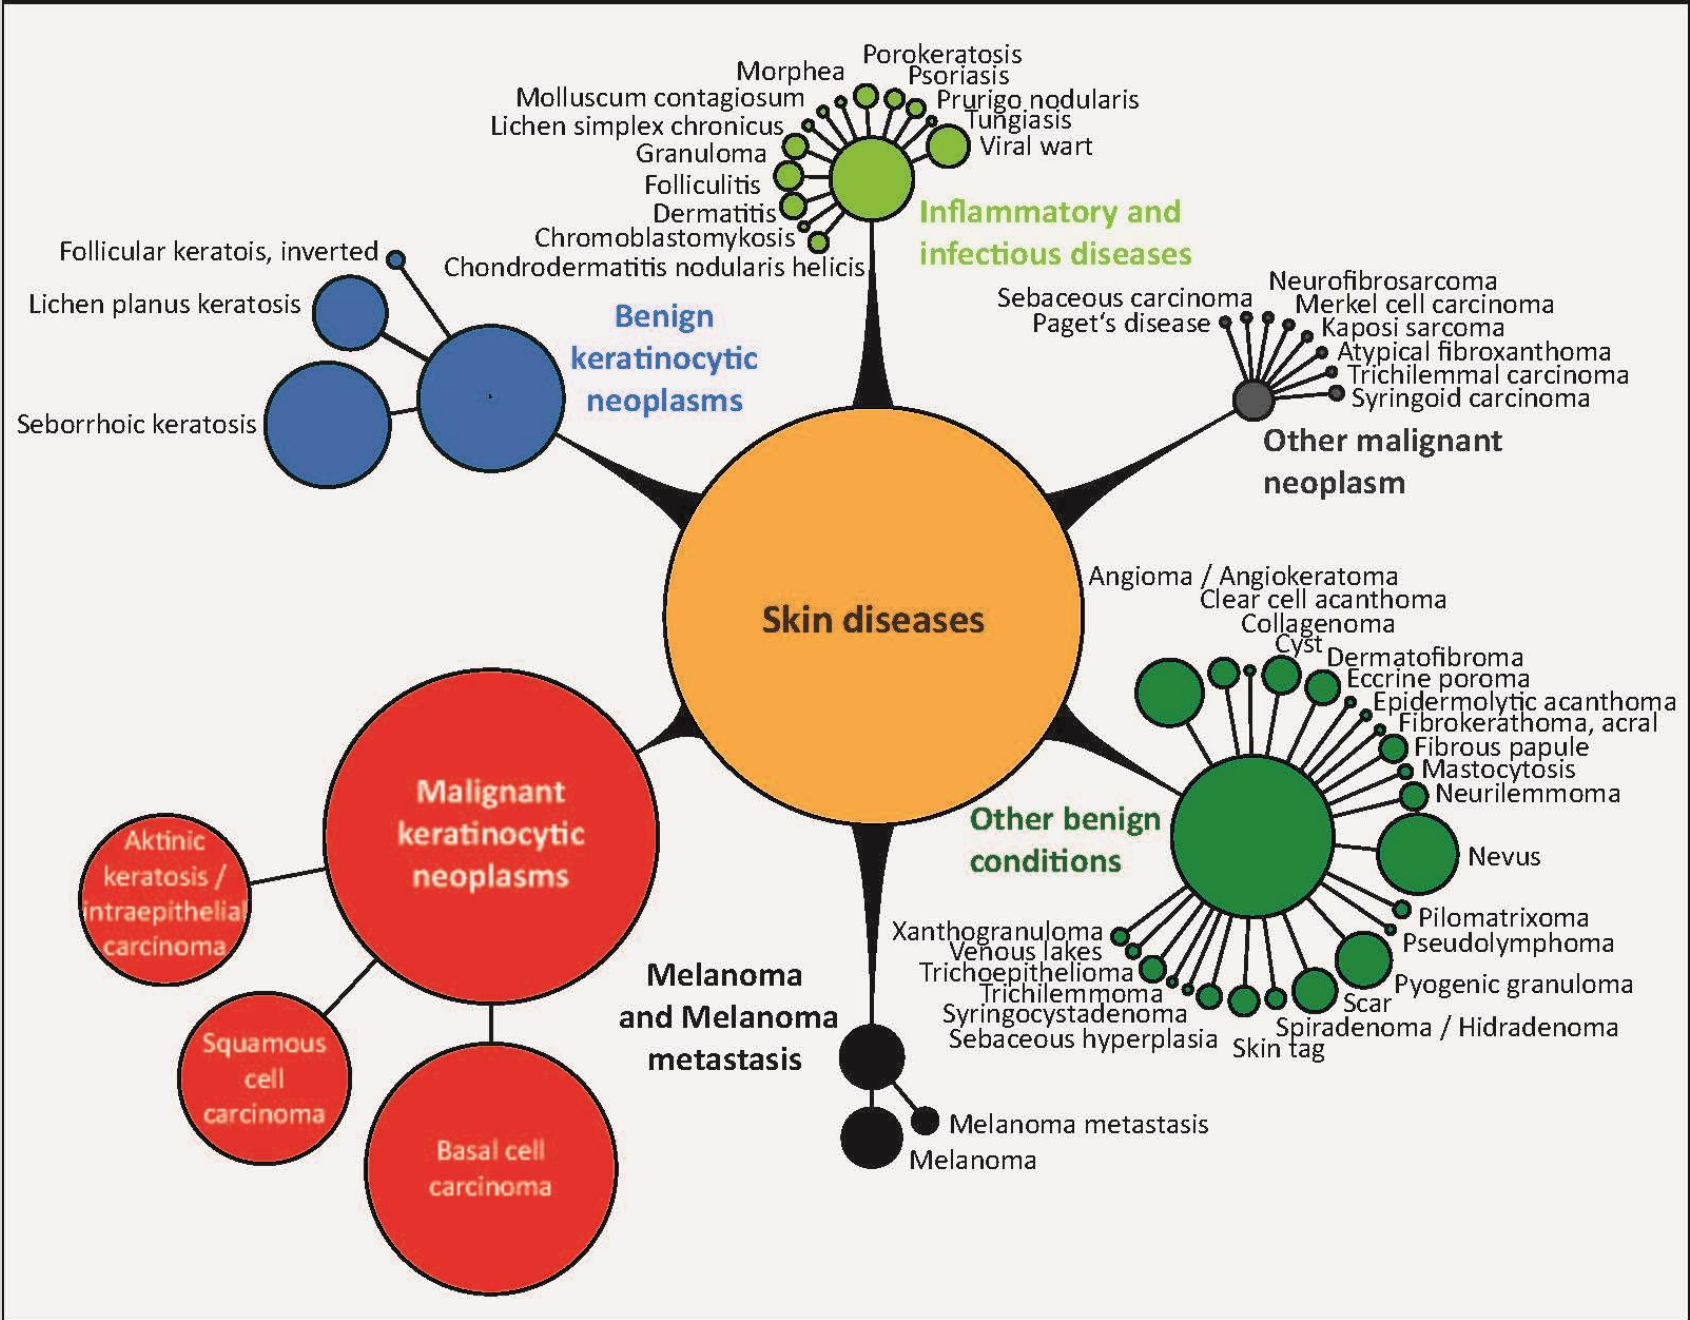 Porokeratosis
Morphea
Psoriasis
Molluscum contagiosum
Prurigo nodularis
Tungiasis
Lichen simplex chronicus
Viral wart
Granuloma
Folliculitis
Dermatitis
Chromoblastomykosis
Chondrodermatitis nodularis helicis
Inflammatory and
infectious diseases
Follicular keratois, inverted
Lichen planus keratosis
Seborrhoic keratosis
Benign
keratinocytic
neoplasms
Neurofibrosarcoma
Sebaceous carcinoma
Merkel cell carcinoma
Paget‘s disease
Kaposi sarcoma
Atypical fibroxanthoma
Trichilemmal carcinoma
Syringoid carcinoma
Other malignant
neoplasm
Skin diseases
Angioma / Angiokeratoma
Clear cell acanthoma
Collagenoma
Cyst
Dermatofibroma
Eccrine poroma
Epidermolytic acanthoma
Fibrokerathoma, acral
Fibrous papule
Mastocytosis
Neurilemmoma
Nevus
Pilomatrixoma
Pseudolymphoma
Pyogenic granuloma
Scar
Spiradenoma / Hidradenoma
Skin tag
Sebaceous hyperplasia
Syringocystadenoma
Trichilemmoma
Trichoepithelioma
Venous lakes
Xanthogranuloma
Other benign
conditions
Malignant
keratinocytic
neoplasms
Aktinic
keratosis /
intraepithelial
carcinoma
Squamous
cell
carcinoma
Basal cell
carcinoma
Melanoma
and Melanoma
metastasis
Melanoma metastasis
Melanoma